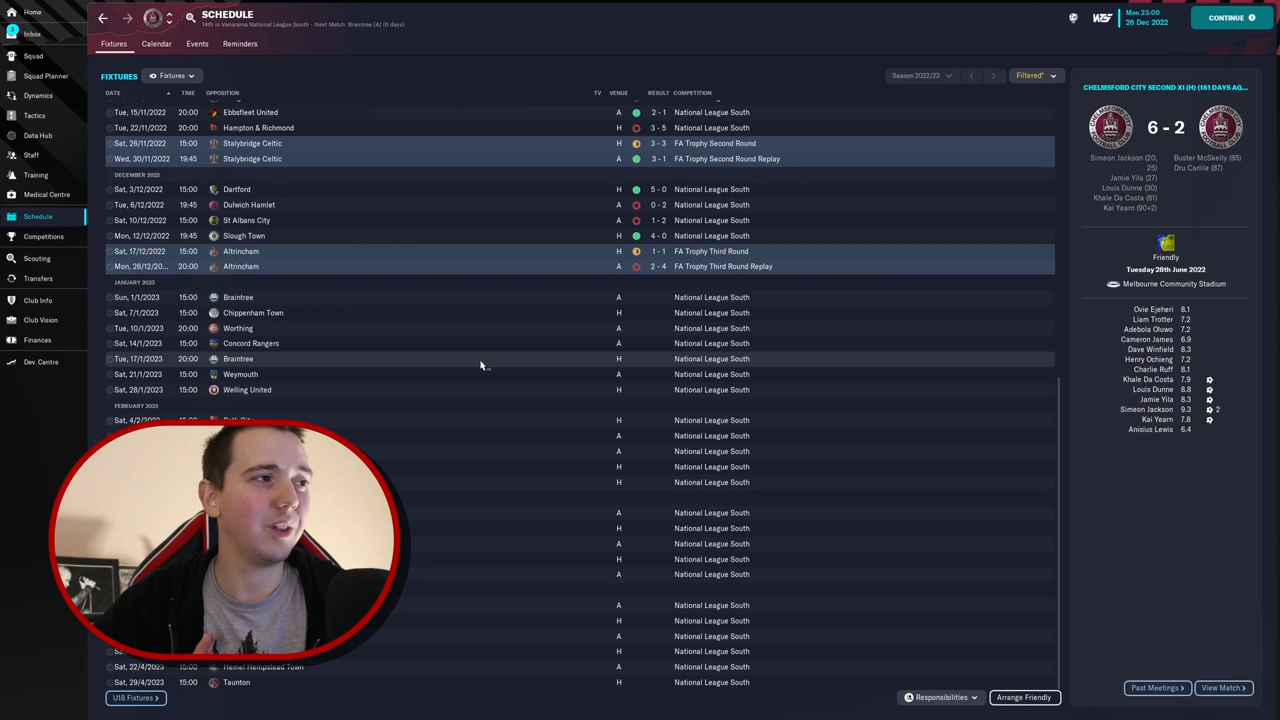 Home
SCHEDULE
14th in Vanarama National League South - Next Match: Braintree (A) (6 days)
Mon 23:00
26 Dec 2022
CONTINUE
Inbox
Squad
Squad Planner
Dynamics
Tactics
Data Hub
Staff
Training
Medical Centre
Schedule
Competitions
Scouting
Transfers
Club Info
Club Vision
Finances
Dev. Centre
Fixtures Calendar Events Reminders
FIXTURES Fixtures Season 2022/23 Filtered*
DATE TIME OPPOSITION TV VENUE RESULT COMPETITION
Tue, 15/11/2022 20:00 Ebbsfleet United A 2 - 1 National League South
Tue, 22/11/2022 20:00 Hampton & Richmond H 3 - 5 National League South
Sat, 26/11/2022 15:00 Stalybridge Celtic H 3 - 3 FA Trophy Second Round
Wed, 30/11/2022 19:45 Stalybridge Celtic A 3 - 1 FA Trophy Second Round Replay
DECEMBER 2022
Sat, 3/12/2022 15:00 Dartford H 5 - 0 National League South
Tue, 6/12/2022 19:45 Dulwich Hamlet A 0 - 2 National League South
Sat, 10/12/2022 15:00 St Albans City A 1 - 2 National League South
Mon, 12/12/2022 19:45 Slough Town H 4 - 0 National League South
Sat, 17/12/2022 15:00 Altrincham H 1 - 1 FA Trophy Third Round
Mon, 26/12/20... 20:00 Altrincham A 2 - 4 FA Trophy Third Round Replay
JANUARY 2023
Sun, 1/1/2023 15:00 Braintree A National League South
Sat, 7/1/2023 15:00 Chippenham Town H National League South
Tue, 10/1/2023 20:00 Worthing A National League South
Sat, 14/1/2023 15:00 Concord Rangers A National League South
Tue, 17/1/2023 20:00 Braintree H National League South
Sat, 21/1/2023 15:00 Weymouth A National League South
Sat, 28/1/2023 15:00 Welling United H National League South
FEBRUARY 2023
Sat, 4/2/2023 15:00 Bath City H National League South
A National League South
A National League South
H National League South
H National League South
A National League South
H National League South
A National League South
H National League South
A National League South
A National League South
H National League South
A National League South
H National League South
Sat, 22/4/2023 15:00 Hemel Hempstead Town A National League South
Sat, 29/4/2023 15:00 Taunton H National League South
U18 Fixtures >
Responsibilities
Arrange Friendly
CHELMSFORD CITY SECOND XI (H) (181 DAYS AG...
6 - 2
Simeon Jackson (20, Buster McSkelly (85)
25) Dru Carlile (87)
Jamie Yila (27)
Louis Dunne (30)
Khale Da Costa (81)
Kai Yearn (90+2)
Friendly
Tuesday 28th June 2022
Melbourne Community Stadium
Ovie Ejeheri 8.1
Liam Trotter 7.2
Adebola Oluwo 7.2
Cameron James 6.9
Dave Winfield 8.3
Henry Ochieng 7.2
Charlie Ruff 8.1
Khale Da Costa 7.9
Louis Dunne 8.8
Jamie Yila 8.3
Simeon Jackson 9.3 2
Kai Yearn 7.8
Anisius Lewis 6.4
Past Meetings >
View Match >